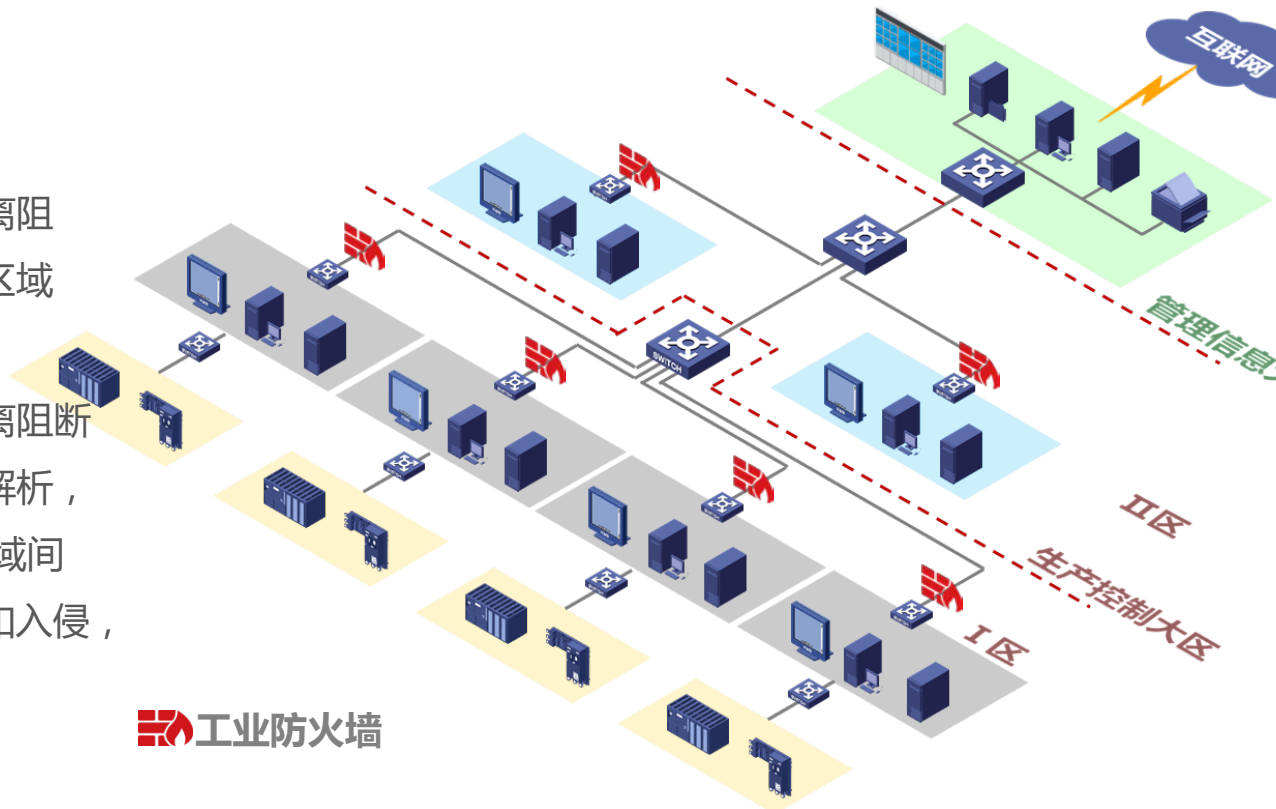 离阻
区域
离阻断
解析，
域间
和入侵，
工业防火墙
互联网
管理信息
II区
生产控制大区
I区
SWITCH